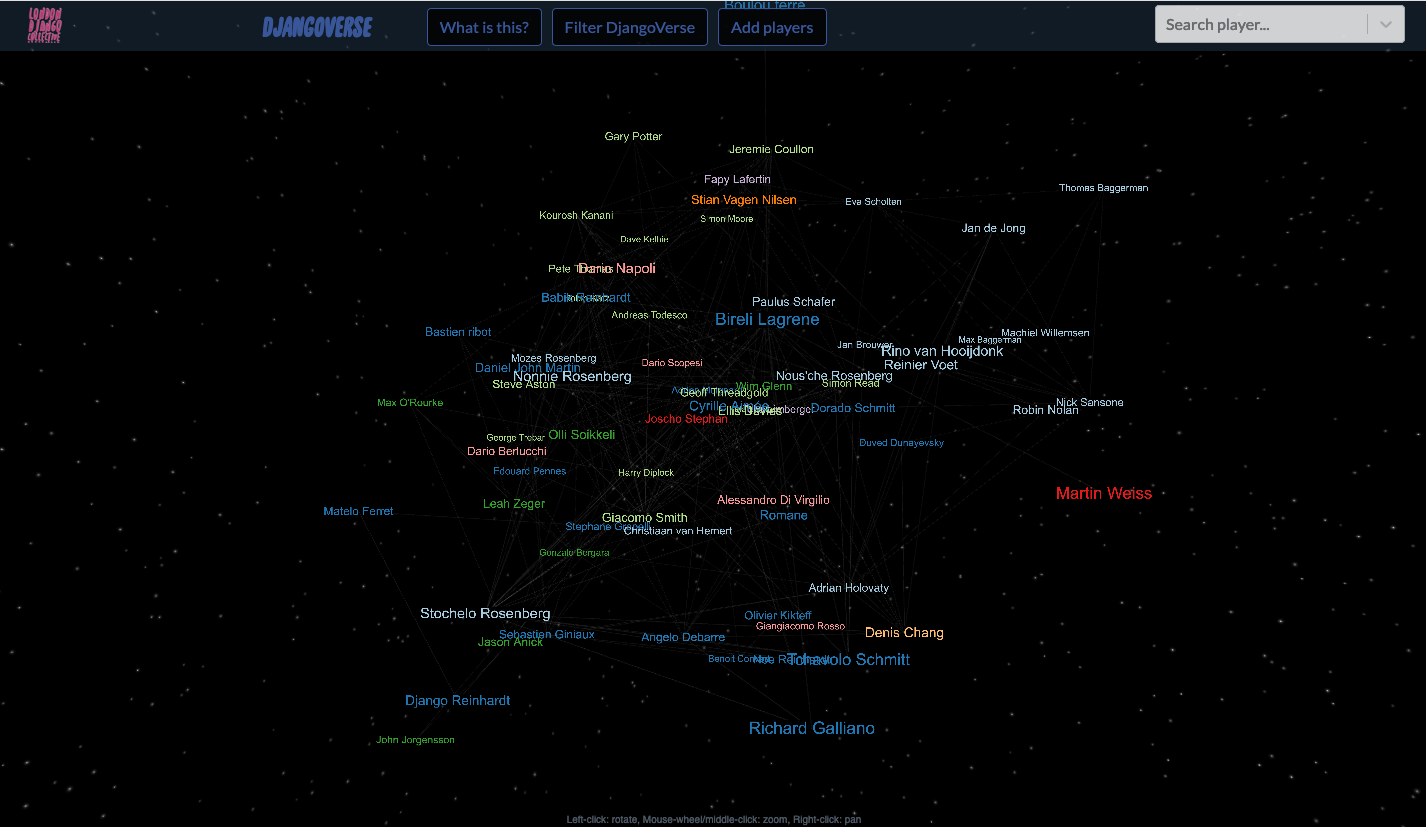 Boulou ferre
LONDON DJANGO COLLECTIVE
DJANGOVERSE
What is this?
Filter DjangoVerse
Add players
Search player...
Gary Potter
Jeremie Coullon
Fapy Lafertin
Thomas Baggerman
Stian Vagen Nilsen
Eva Scholten
Kourosh Kanani
Simon Moore
Jan de Jong
Dave Kelbie
Pete Thomas
Dario Napoli
Babik Reinhardt
Paulus Schafer
Andreas Todesco
Bireli Lagrene
Bastien ribot
Machiel Willemsen
Max Baggerman
Jan Brouwer
Rino van Hooijdonk
Mozes Rosenberg
Dario Scopesi
Reinier Voet
Daniel John Martin
Nonnie Rosenberg
Nous'che Rosenberg
Steve Aston
Wim Glenn
Simon Read
Geoff Threadgold
Max O'Rourke
Nick Sansone
Cyrille Aimee
Ellis Davies
Dorado Schmitt
Robin Nolan
Joscho Stephan
Olli Soikkeli
George Trebar
Duved Dunayevsky
Dario Berlucchi
Edouard Pennes
Harry Diplock
Martin Weiss
Alessandro Di Virgilio
Leah Zeger
Matelo Ferret
Romane
Giacomo Smith
Stephane
Christiaan van Hemert
Gonzalo Bergara
Adrian Holovaty
Stochelo Rosenberg
Olivier Kikteff
Giangiacomo Rosso
Sebastien Giniaux
Denis Chang
Angelo Debarre
Jason Anick
Benoit
Tchavolo Schmitt
Django Reinhardt
Richard Galliano
John Jorgensson
Left-click: rotate, Mouse-wheel/middle-click: zoom, Right-click: pan